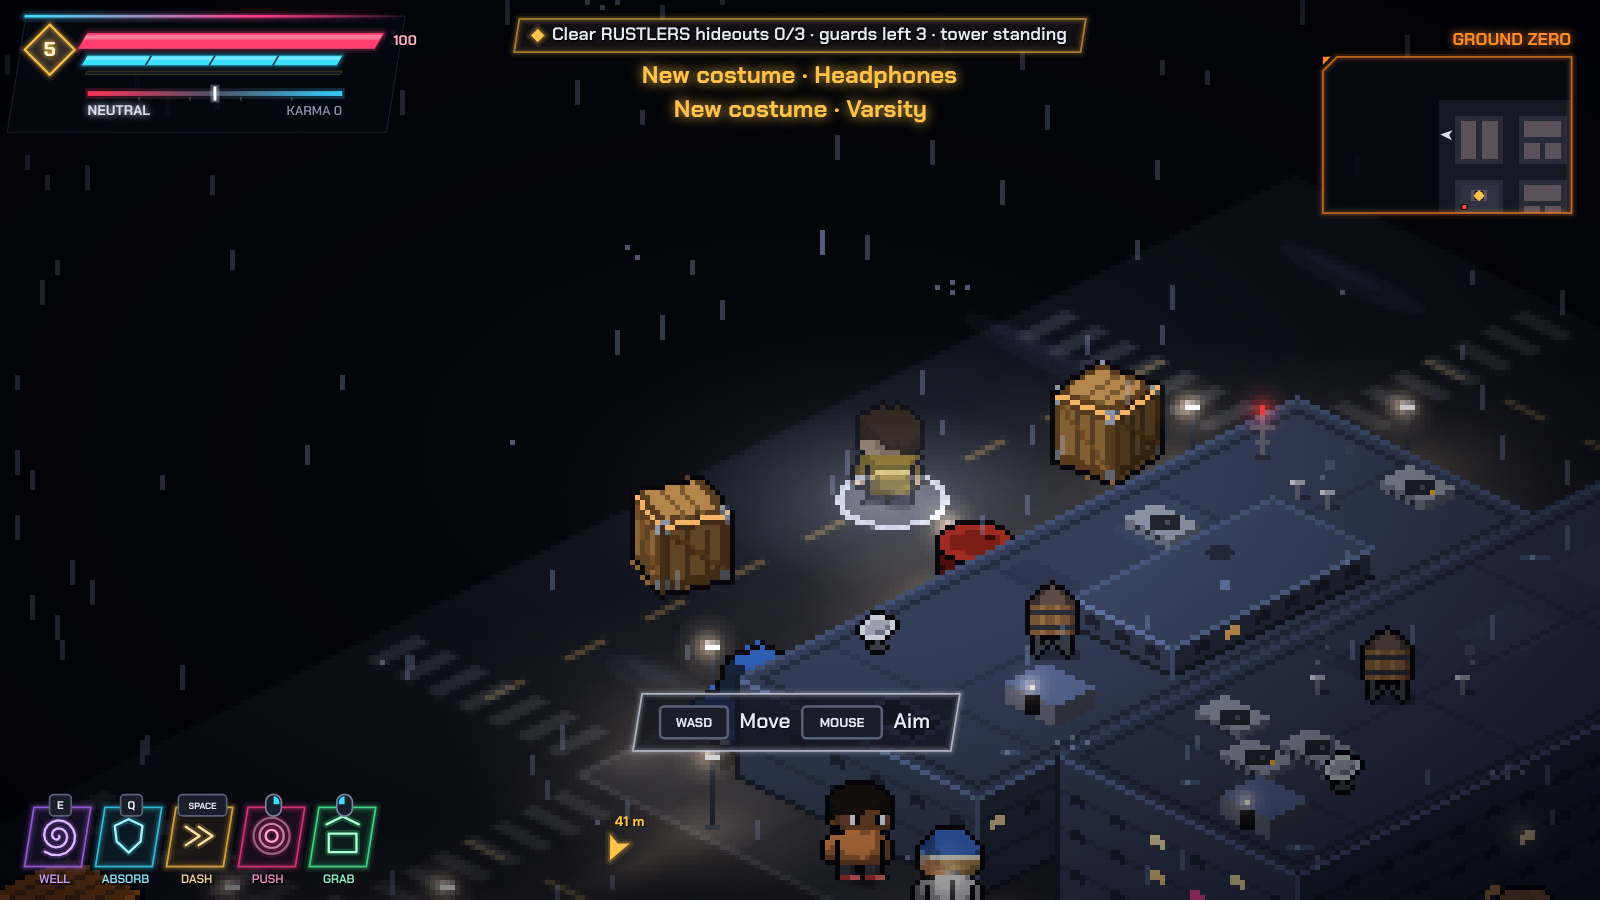 5
100
NEUTRAL
KARMA 0
Clear RUSTLERS hideouts 0/3 · guards left 3 · tower standing
New costume · Headphones
New costume · Varsity
GROUND ZERO
WASD Move MOUSE Aim
41 m
E
Q
SPACE
WELL
ABSORB
DASH
PUSH
GRAB